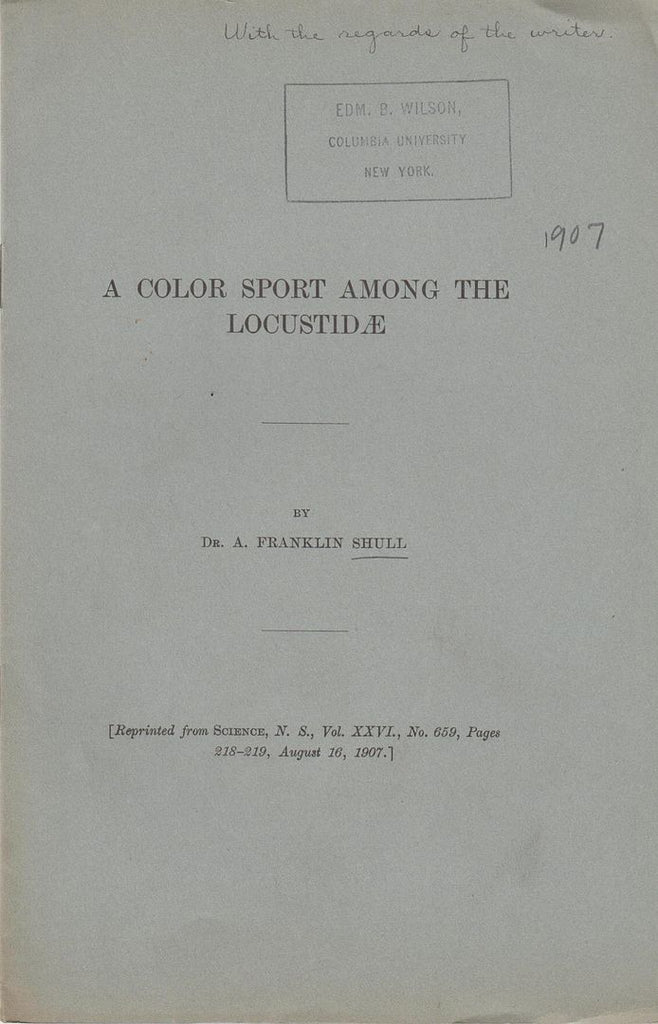 With the regards of the writer.
EDM. B. WILSON,
COLUMBIA UNIVERSITY
NEW YORK.
1907
A COLOR SPORT AMONG THE
LOCUSTIDÆ
BY
DR. A. FRANKLIN SHULL
[Reprinted from SCIENCE, N. S., Vol. XXVI., No. 659, Pages
218–219, August 16, 1907.]